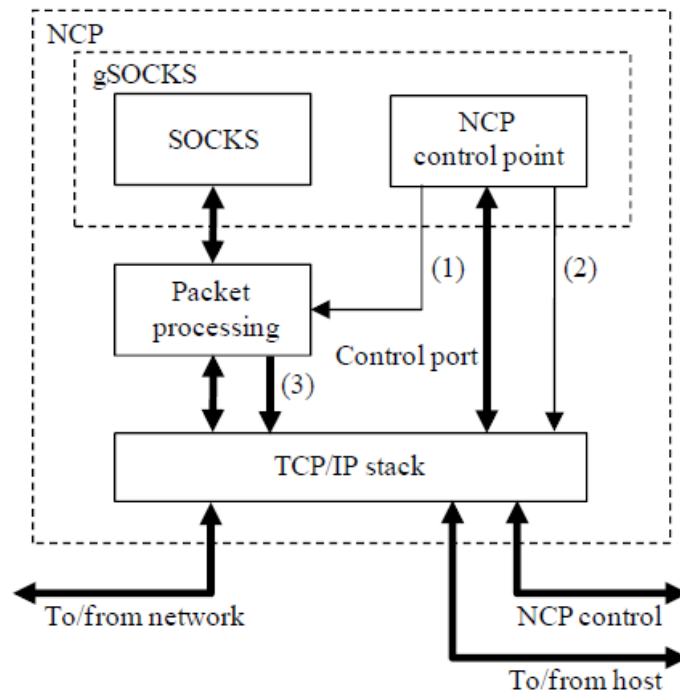 NCP
gSOCKS
SOCKS
NCP
control point
(1)
(2)
Packet
processing
Control port
(3)
TCP/IP stack
To/from network
NCP control
To/from host